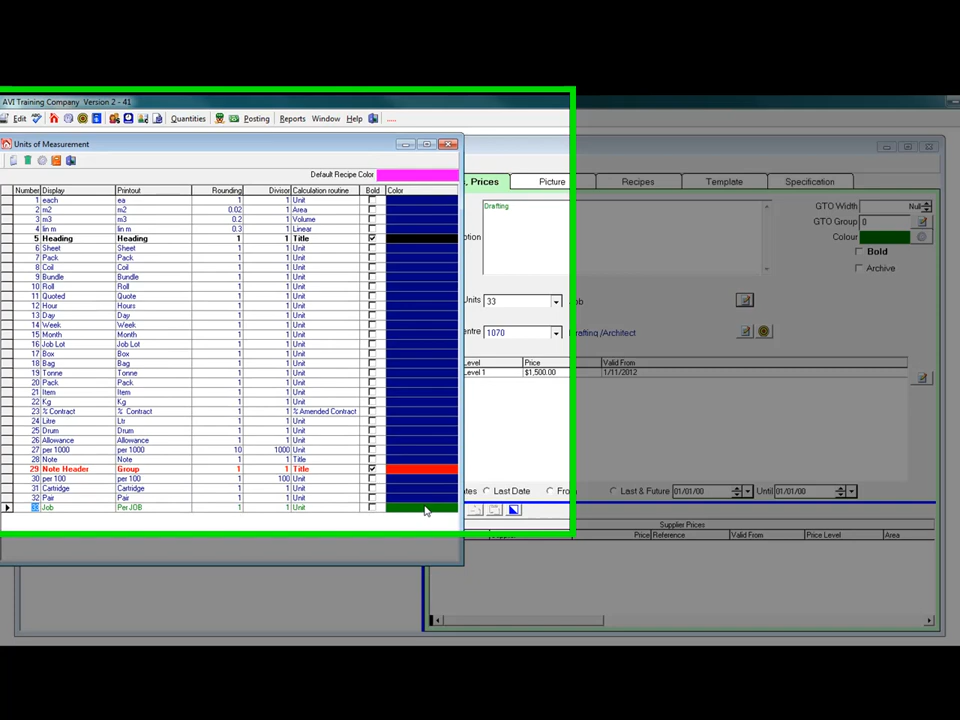 AVI Training Company Version 2 - 41
Edit Quantities Posting Reports Window Help
Units of Measurement
Default Recipe Color
Number Display Printout Rounding Divisor Calculation routine Bold Color
1 each ea 1 1 Unit
2 m2 m2 0.02 1 Area
3 m3 m3 0.2 1 Volume
4 lin m lin m 0.3 1 Linear
5 Heading Heading 1 1 Title
6 Sheet Sheet 1 1 Unit
7 Pack Pack 1 1 Unit
8 Coil Coil 1 1 Unit
9 Bundle Bundle 1 1 Unit
10 Roll Roll 1 1 Unit
11 Quoted Quote 1 1 Unit
12 Hour Hours 1 1 Unit
13 Day Day 1 1 Unit
14 Week Week 1 1 Unit
15 Month Month 1 1 Unit
16 Job Lot Job Lot 1 1 Unit
17 Box Box 1 1 Unit
18 Bag Bag 1 1 Unit
19 Tonne Tonne 1 1 Unit
20 Pack Pack 1 1 Unit
21 Item Item 1 1 Unit
22 Kg Kg 1 1 Unit
23 % Contract % Contract 1 1 % Amended Contract
24 Litre Ltr 1 1 Unit
25 Drum Drum 1 1 Unit
26 Allowance Allowance 1 1 Unit
27 per 1000 per 1000 10 1000 Unit
28 Note Note 1 1 Title
29 Note Header Group 1 1 Title
30 per 100 per 100 1 100 Unit
31 Cartridge Cartridge 1 1 Unit
32 Pair Pair 1 1 Unit
33 Job Per JOB 1 1 Unit
, Prices Picture Recipes Template Specification
Drafting
ption
GTO Width Null
GTO Group 0
Colour
Bold
Archive
Units 33 Job
entre 1070 Drafting /Architect
Level Price Valid From
Level 1 $1,500.00 1/11/2012
ates Last Date From Last & Future 01/01/00 Until 01/01/00
Supplier Prices
Price Reference Valid From Price Level Area